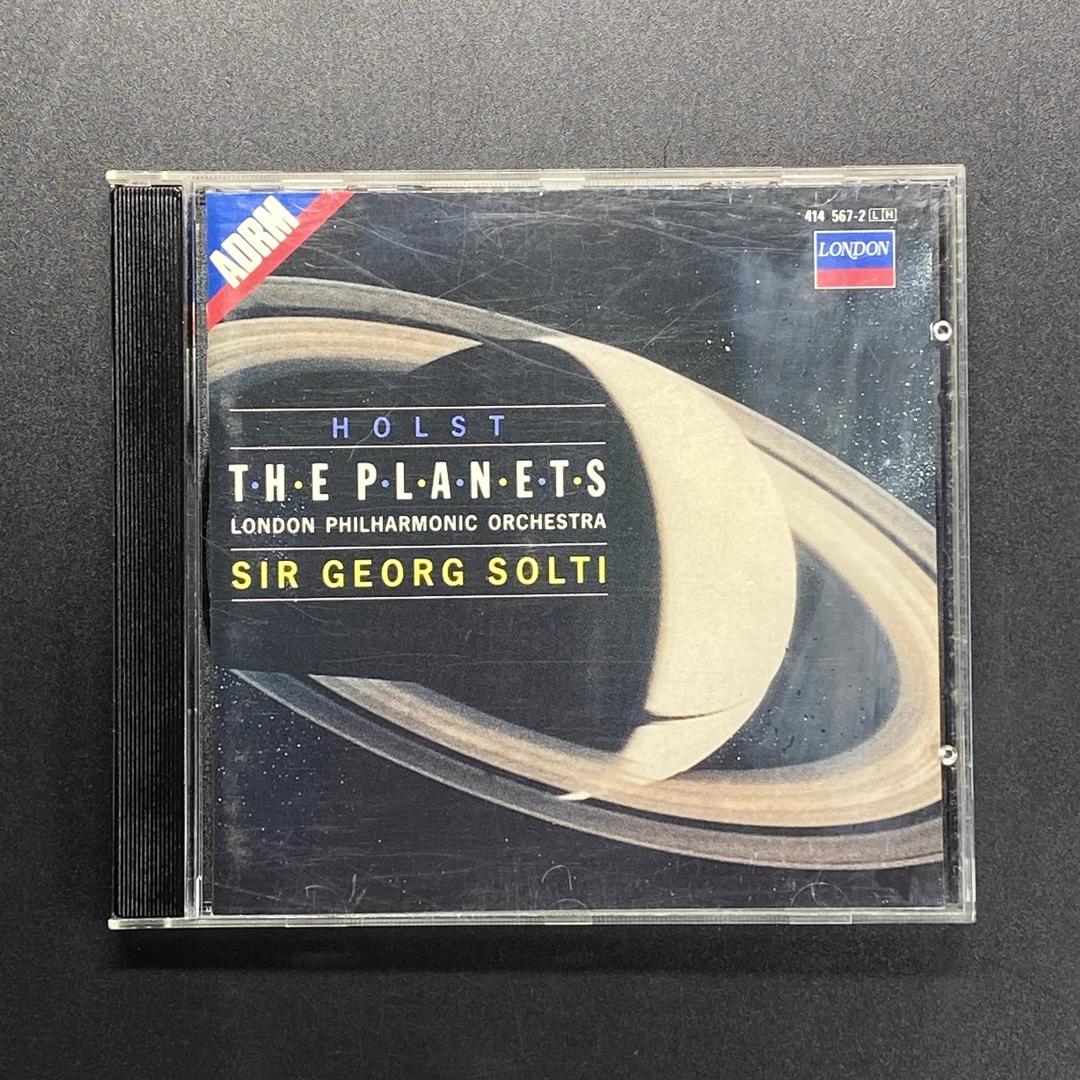 ADRM
414 567-2 LH
LONDON
HOLST
T·H·E P·L·A·N·E·T·S
LONDON PHILHARMONIC ORCHESTRA
SIR GEORG SOLTI